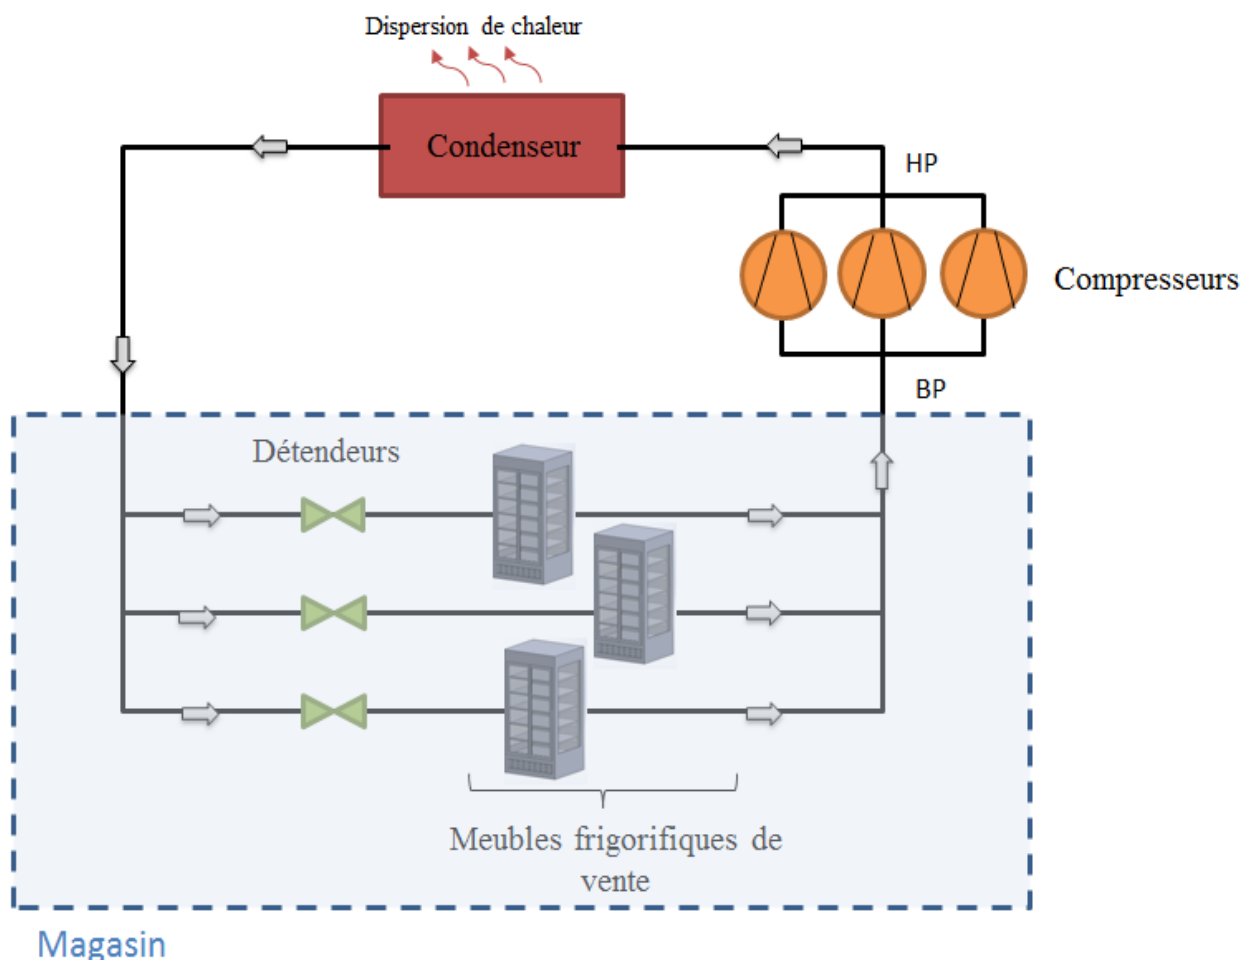 Dispersion de chaleur
Condenseur
HP
Compresseurs
BP
Détendeurs
Meubles frigorifiques de
vente
Magasin